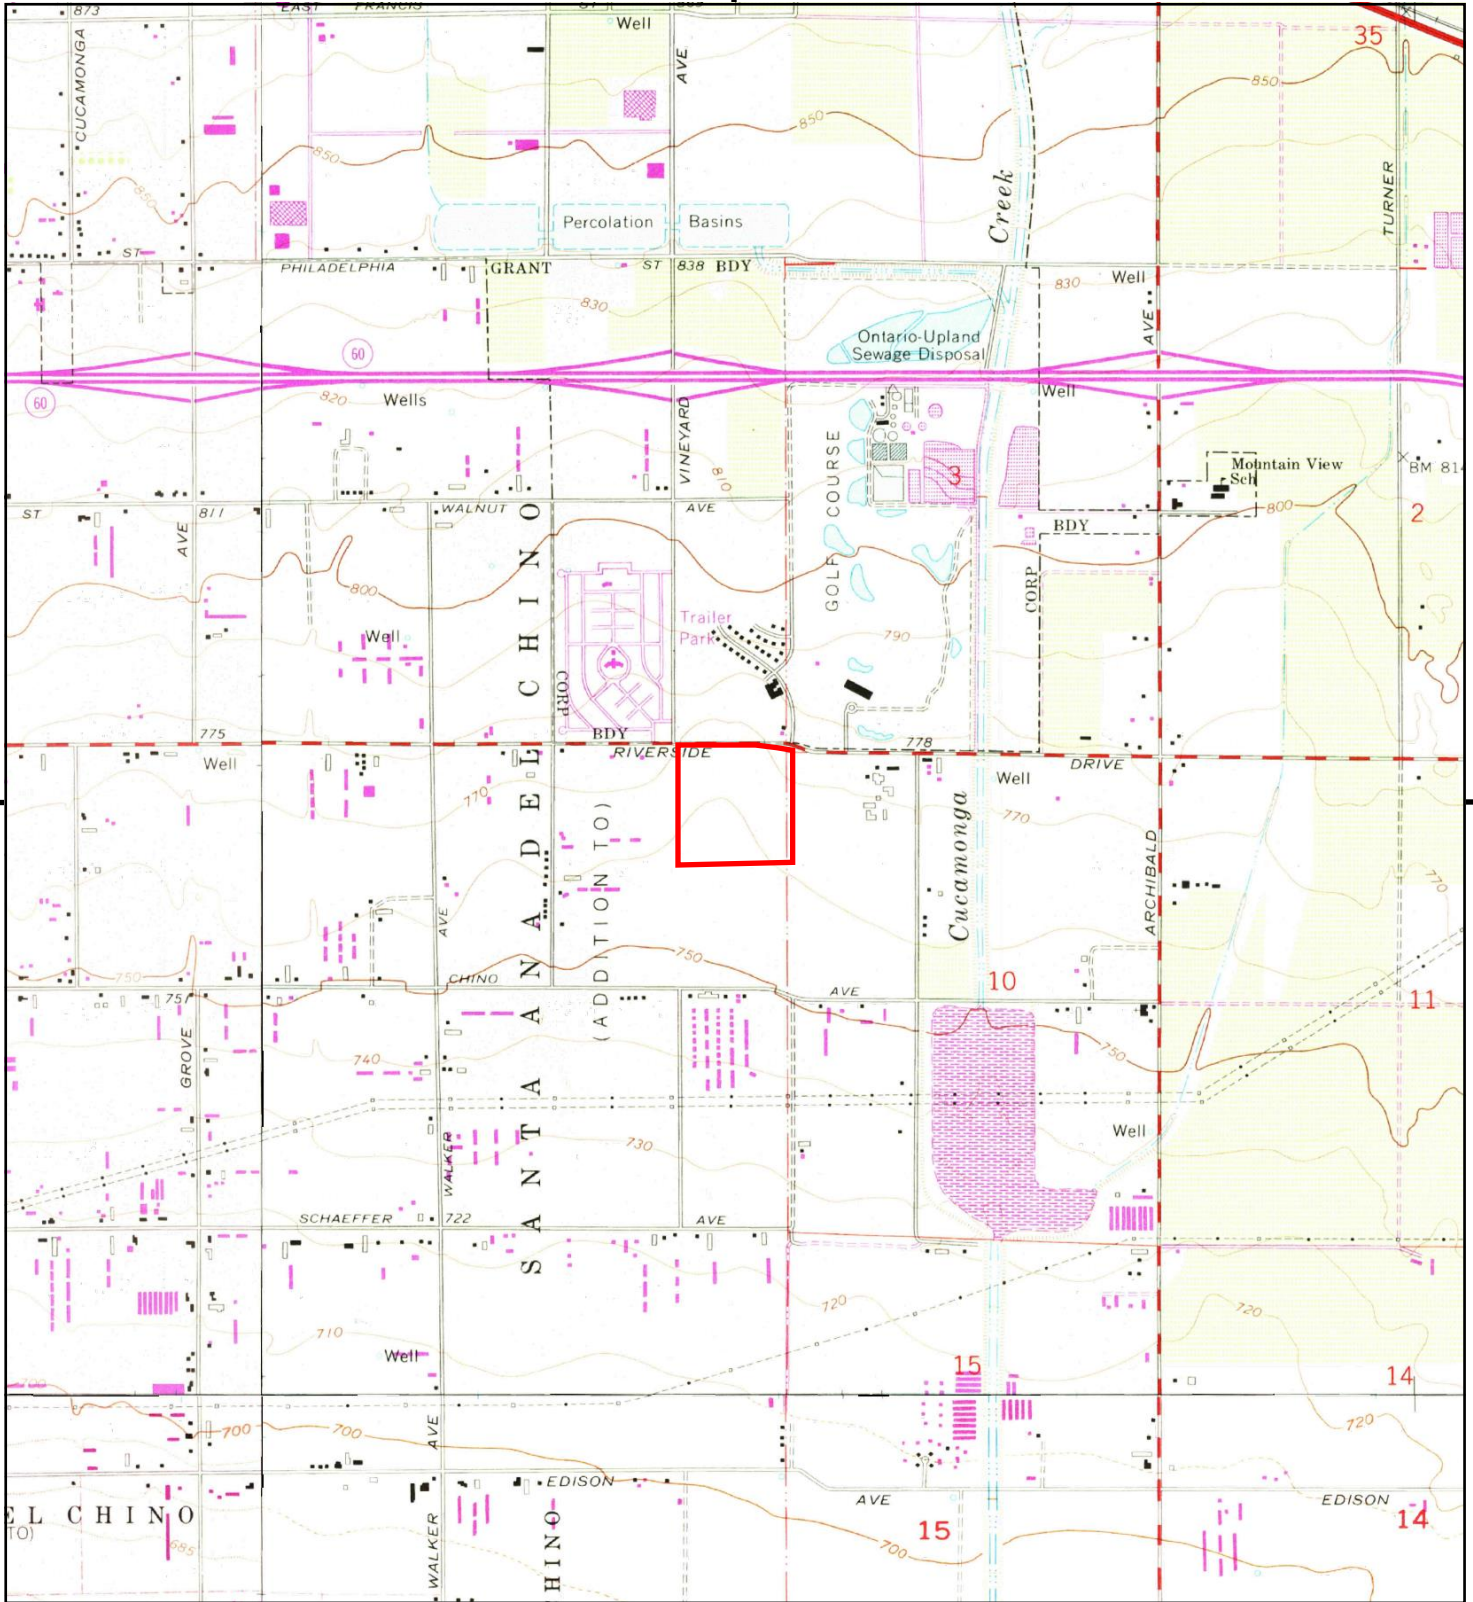 873
EAST FRANCIS ST
Well
CUCAMONGA
AVE
35
850
850
850
850
Creek
TURNER
Percolation Basins
ST
PHILADELPHIA
GRANT
ST 838 BDY
830
830
Well
AVE
Ontario-Upland
Sewage Disposal
60
60
820
Wells
VINEYARD
810
Well
GOLF COURSE
3
Mountain View
Sch
BM 814
ST
811
AVE
WALNUT
AVE
800
BDY
2
800
CORP
Well
Trailer
Park
790
CORP
775
BDY
RIVERSIDE
778
DRIVE
Well
770
Well
770
Cucamonga
ARCHIBALD
770
SANTA ANA DEL CHINO
(ADDITION TO)
AVE
750
750
CHINO
AVE
10
751
11
GROVE
740
750
WALKER
730
Well
SCHAEFFER
722
AVE
720
720
710
Well
15
14
700
700
700
AVE
720
EDISON
AVE
EDISON
EL CHINO
TO)
685
WALKER
HINO
15
700
14